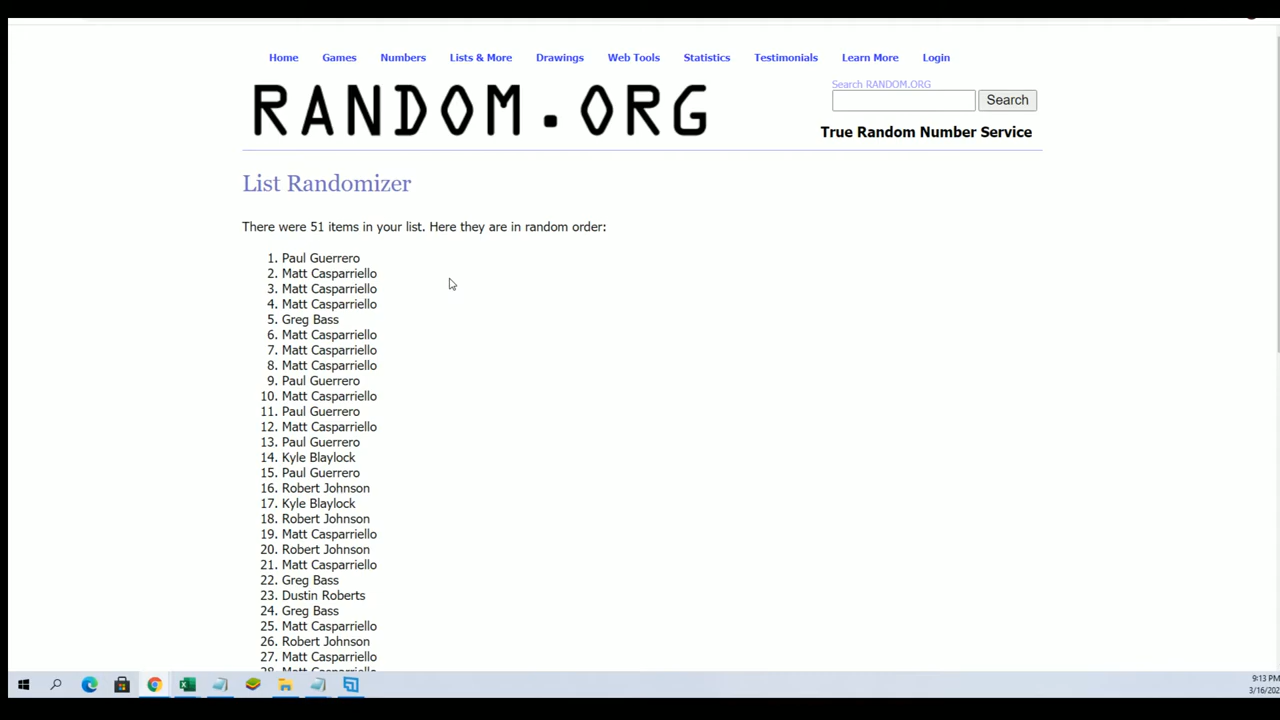 Home Games Numbers Lists & More Drawings Web Tools Statistics Testimonials Learn More Login
RANDOM.ORG
Search RANDOM.ORG
Search
True Random Number Service
List Randomizer
There were 51 items in your list. Here they are in random order:
1. Paul Guerrero
2. Matt Casparriello
3. Matt Casparriello
4. Matt Casparriello
5. Greg Bass
6. Matt Casparriello
7. Matt Casparriello
8. Matt Casparriello
9. Paul Guerrero
10. Matt Casparriello
11. Paul Guerrero
12. Matt Casparriello
13. Paul Guerrero
14. Kyle Blaylock
15. Paul Guerrero
16. Robert Johnson
17. Kyle Blaylock
18. Robert Johnson
19. Matt Casparriello
20. Robert Johnson
21. Matt Casparriello
22. Greg Bass
23. Dustin Roberts
24. Greg Bass
25. Matt Casparriello
26. Robert Johnson
27. Matt Casparriello
28. Matt Casparriello
9:13 PM
3/16/202